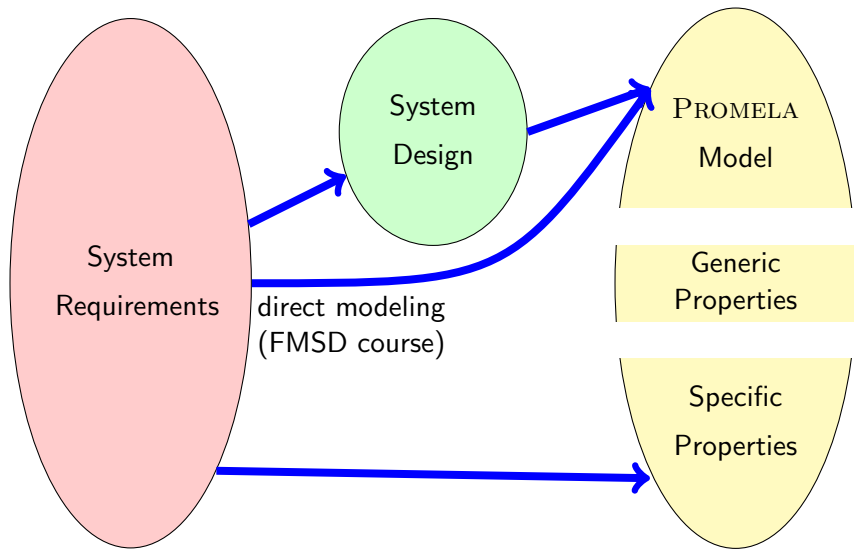 System
Requirements
System
Design
direct modeling
(FMSD course)
PROMELA
Model
Generic
Properties
Specific
Properties